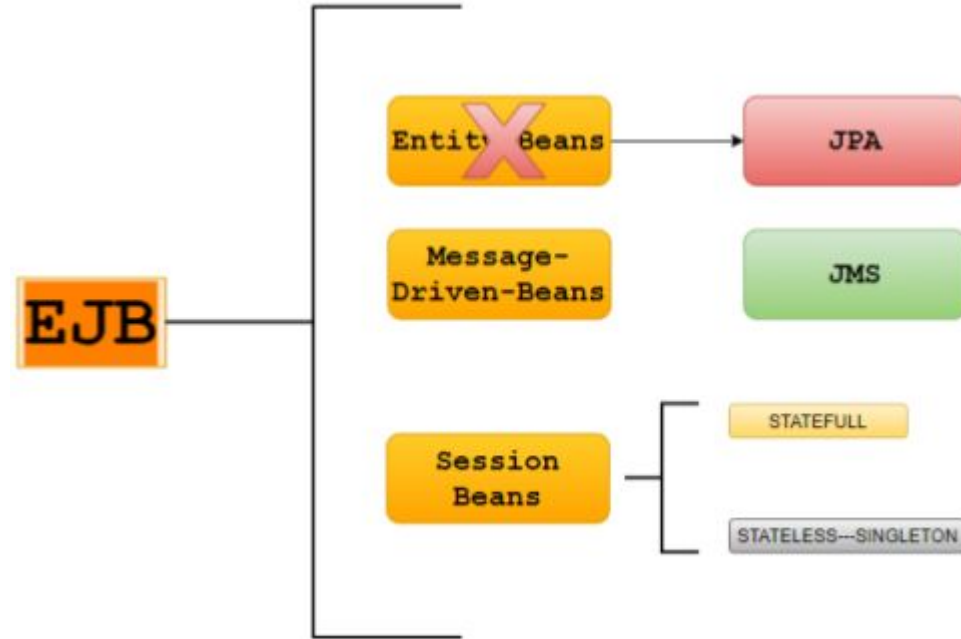 EJB
Entity Beans
JPA
Message-
Driven-Beans
JMS
Session
Beans
STATEFULL
STATELESS---SINGLETON